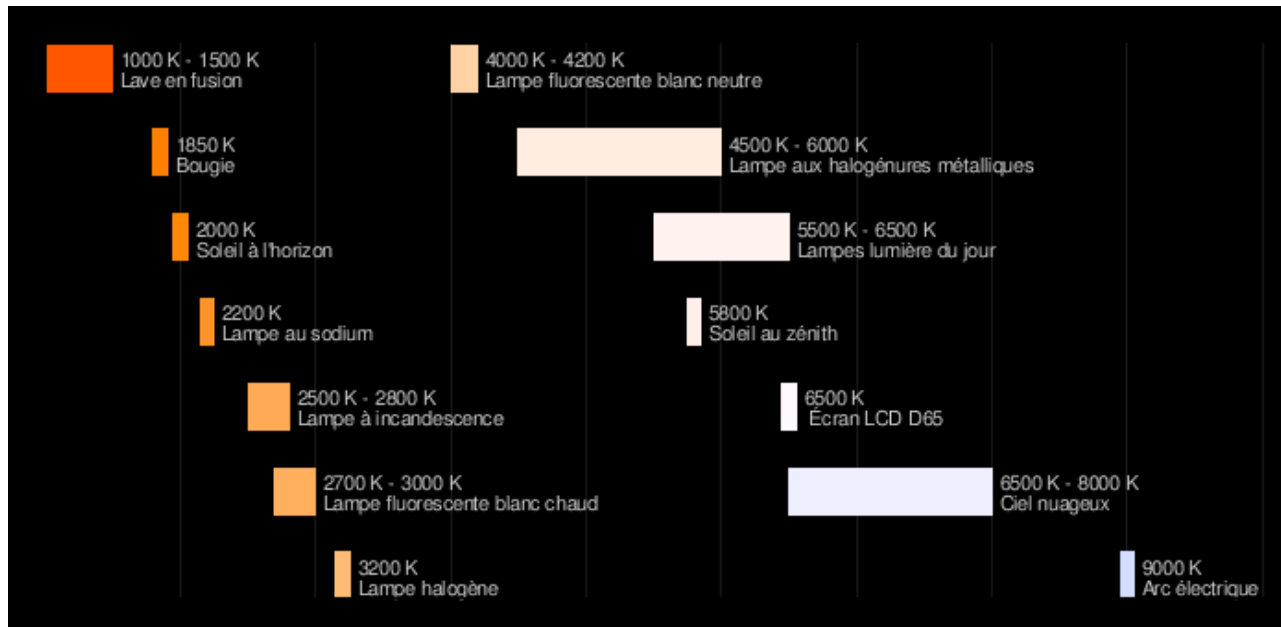 1000 K - 1500 K
Lave en fusion
1850 K
Bougie
2000 K
Soleil à l'horizon
2200 K
Lampe au sodium
2500 K - 2800 K
Lampe à incandescence
2700 K - 3000 K
Lampe fluorescente blanc chaud
3200 K
Lampe halogène
4000 K - 4200 K
Lampe fluorescente blanc neutre
4500 K - 6000 K
Lampe aux halogénures métalliques
5500 K - 6500 K
Lampes lumière du jour
5800 K
Soleil au zénith
6500 K
Écran LCD D65
6500 K - 8000 K
Ciel nuageux
9000 K
Arc électrique